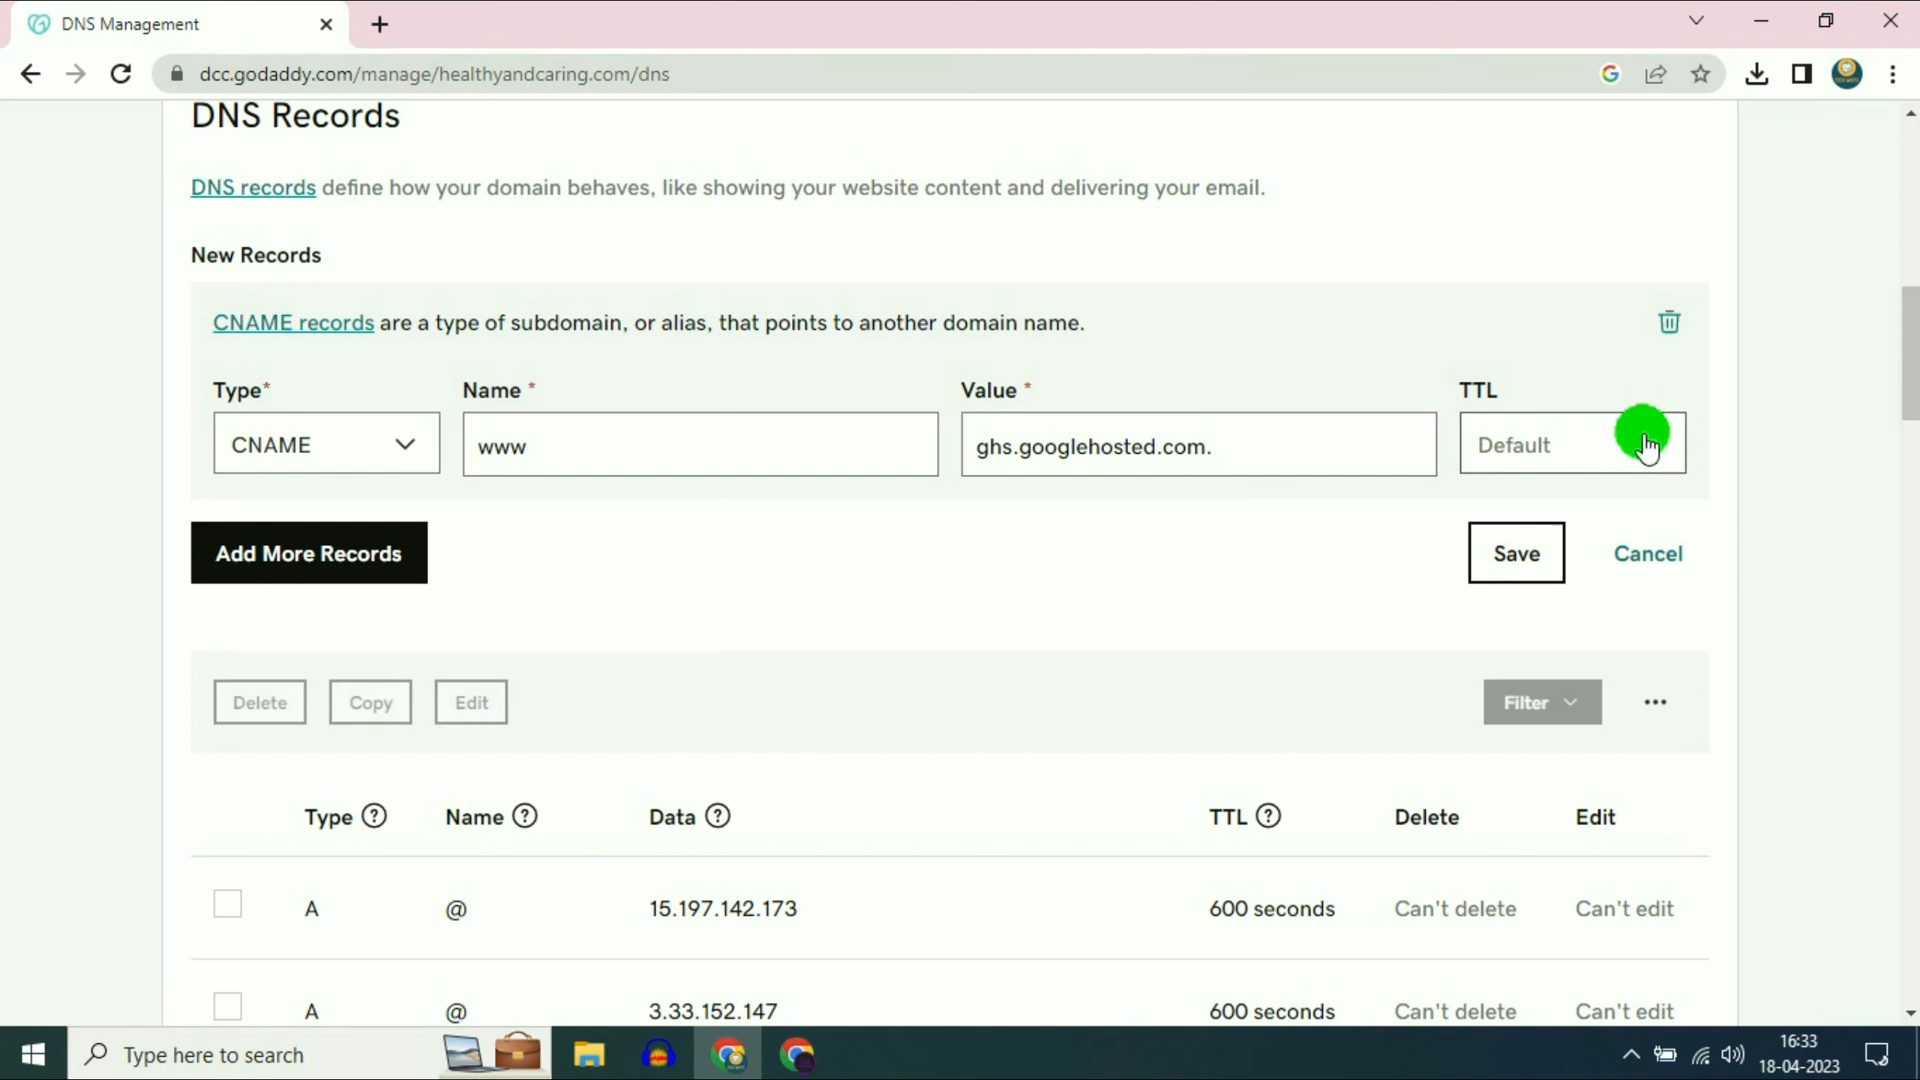 DNS Management
dcc.godaddy.com/manage/healthyandcaring.com/dns
DNS Records
DNS records define how your domain behaves, like showing your website content and delivering your email.
New Records
CNAME records are a type of subdomain, or alias, that points to another domain name.
Type* Name * Value * TTL
CNAME www ghs.googlehosted.com. Default
Add More Records Save Cancel
Delete Copy Edit Filter
Type Name Data TTL Delete Edit
A @ 15.197.142.173 600 seconds Can't delete Can't edit
A @ 3.33.152.147 600 seconds Can't delete Can't edit
Type here to search
16:33
18-04-2023